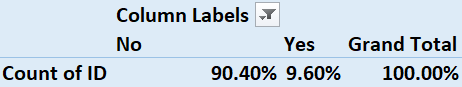 Column Labels
No Yes Grand Total
Count of ID 90.40% 9.60% 100.00%